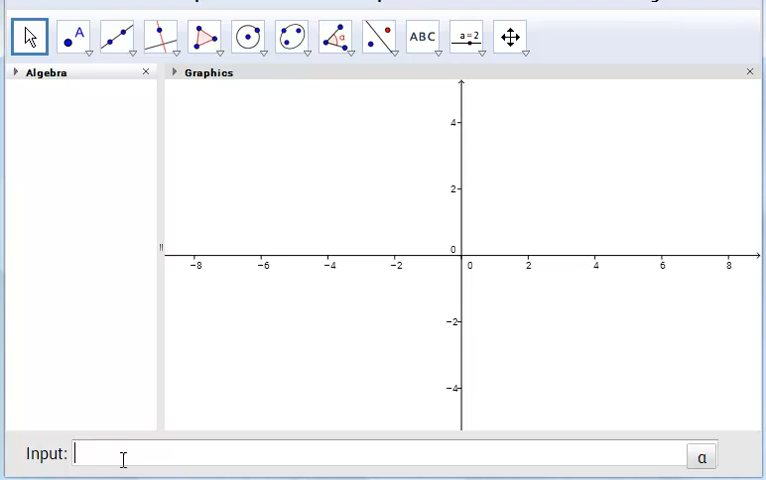 A
α
ABC
a=2
Algebra
Graphics
4
2
0
−8 −6 −4 −2 0 2 4 6 8
−2
−4
Input:
α